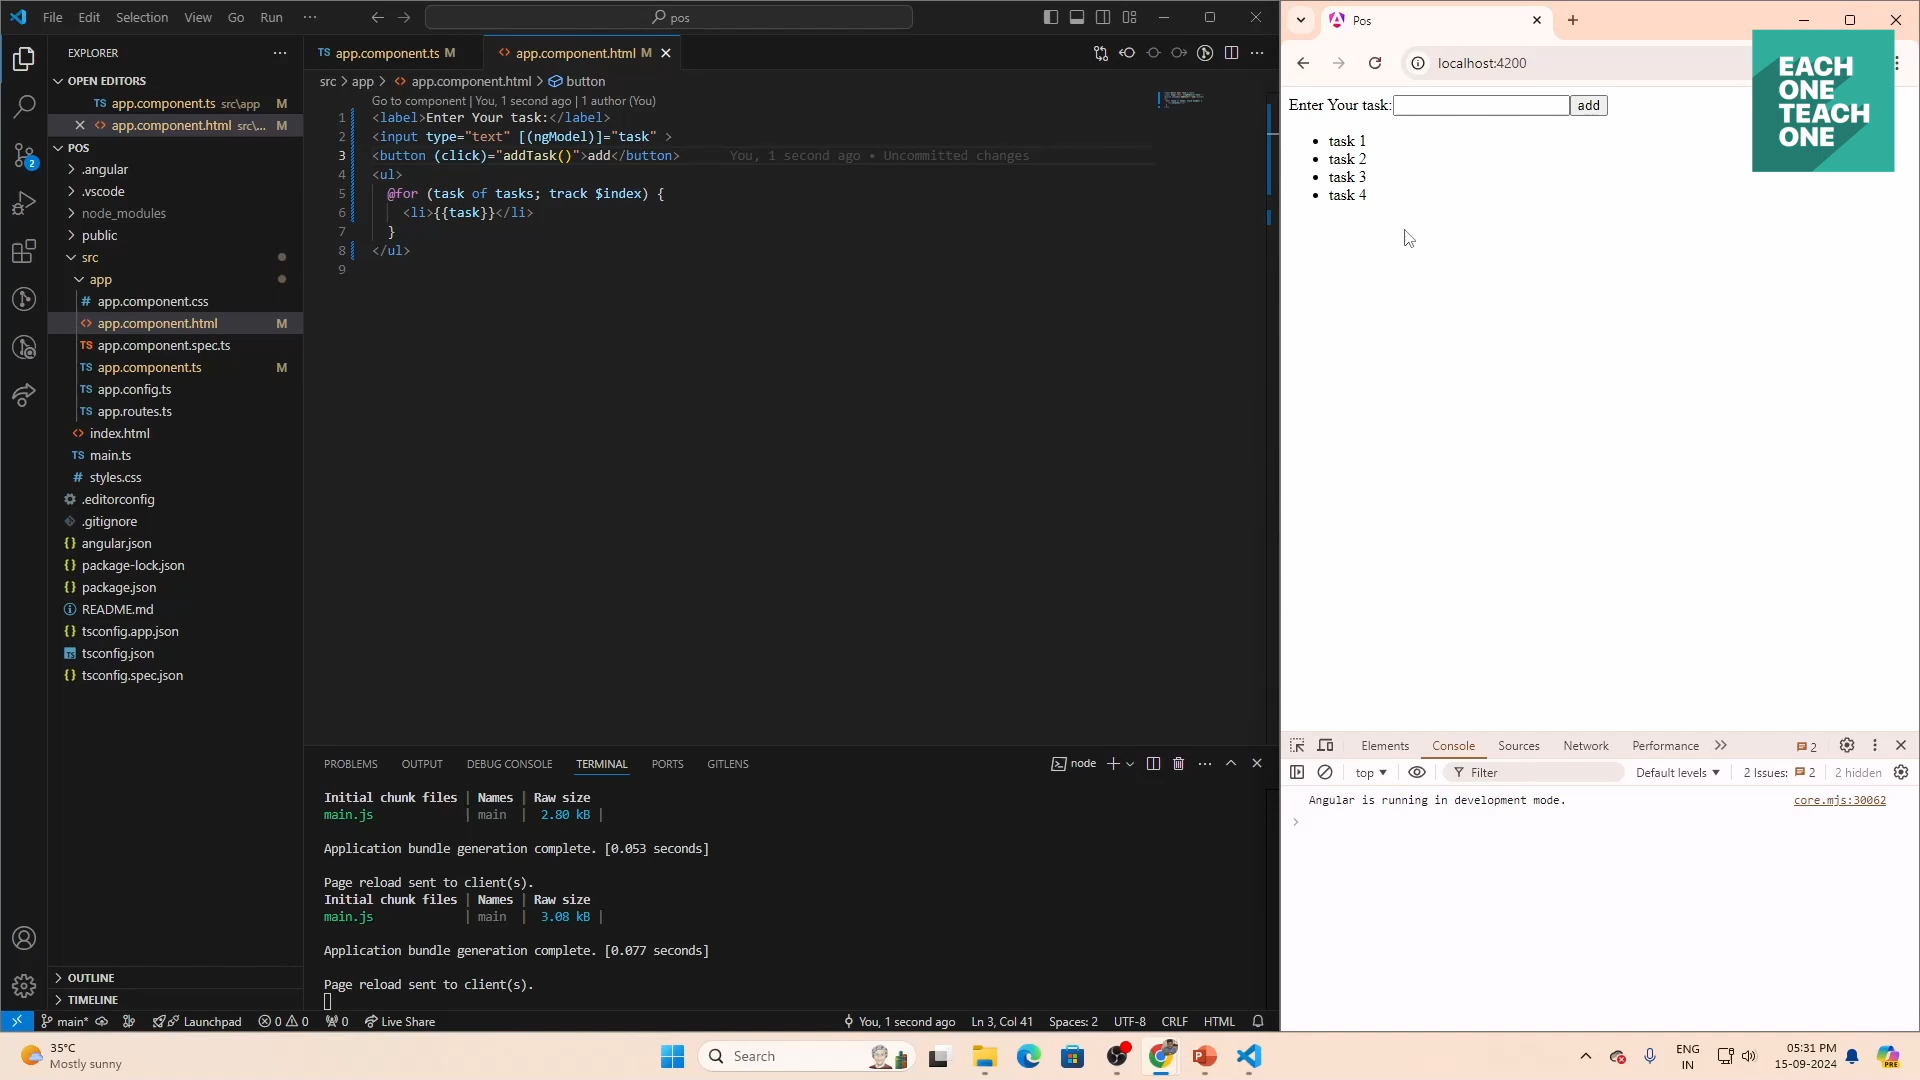 File Edit Selection View Go Run ··· pos
EXPLORER ···
OPEN EDITORS
TS app.component.ts src\app M
app.component.html src\... M
POS
.angular
.vscode
node_modules
public
src
app
# app.component.css
app.component.html M
TS app.component.spec.ts
TS app.component.ts M
TS app.config.ts
TS app.routes.ts
index.html
TS main.ts
# styles.css
.editorconfig
.gitignore
{} angular.json
{} package-lock.json
{} package.json
README.md
{} tsconfig.app.json
TS tsconfig.json
{} tsconfig.spec.json
OUTLINE
TIMELINE
2
TS app.component.ts M
app.component.html M
src > app > app.component.html > button
Go to component | You, 1 second ago | 1 author (You)
1 <label>Enter Your task:</label>
2 <input type="text" [(ngModel)]="task" >
3 <button (click)="addTask()">add</button> You, 1 second ago • Uncommitted changes
4 <ul>
5 @for (task of tasks; track $index) {
6 <li>{{task}}</li>
7 }
8 </ul>
9
PROBLEMS OUTPUT DEBUG CONSOLE TERMINAL PORTS GITLENS
node
Initial chunk files | Names | Raw size
main.js | main | 2.80 kB |
Application bundle generation complete. [0.053 seconds]
Page reload sent to client(s).
Initial chunk files | Names | Raw size
main.js | main | 3.08 kB |
Application bundle generation complete. [0.077 seconds]
Page reload sent to client(s).
main* Launchpad 0 0 0 Live Share You, 1 second ago Ln 3, Col 41 Spaces: 2 UTF-8 CRLF HTML
Pos
localhost:4200
EACH
ONE
TEACH
ONE
Enter Your task: add
• task 1
• task 2
• task 3
• task 4
Elements Console Sources Network Performance 2
top Filter Default levels 2 Issues: 2 2 hidden
Angular is running in development mode. core.mjs:30062
35°C
Mostly sunny
Search
ENG
IN
05:31 PM
15-09-2024
PRE